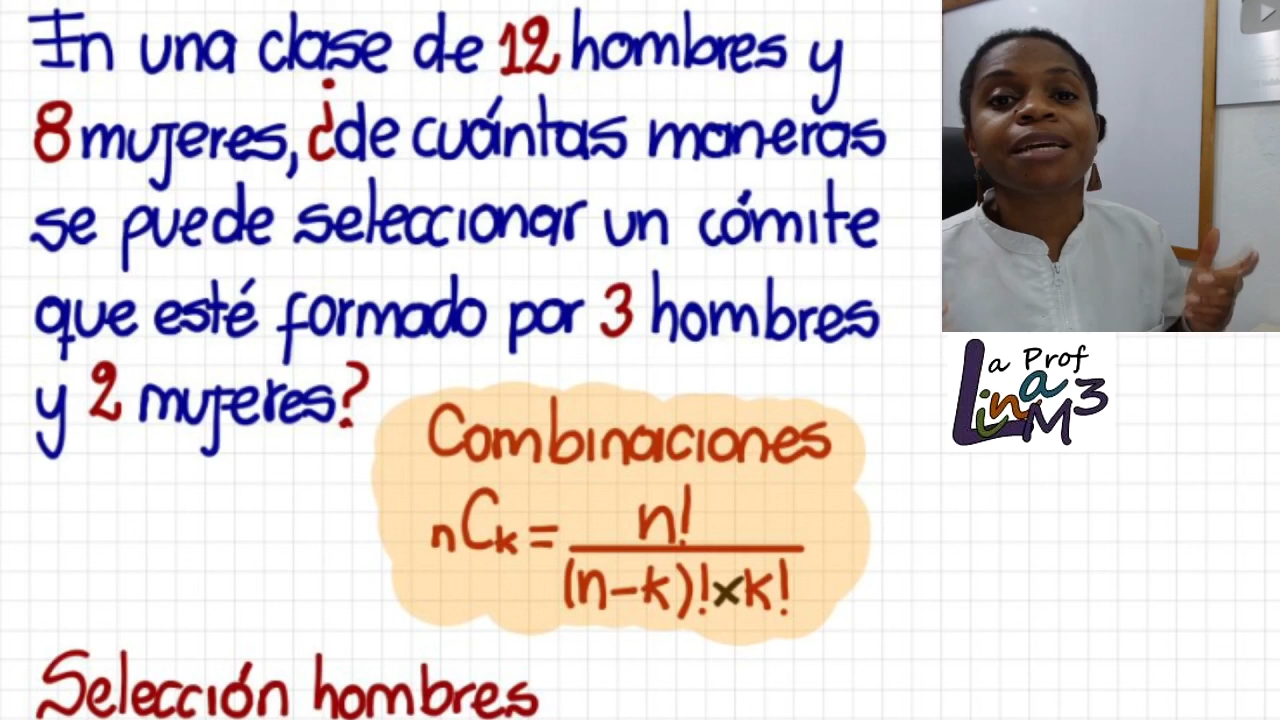 En una clase de 12 hombres y
8 mujeres, ¿de cuántas maneras
se puede seleccionar un cómite
que esté formado por 3 hombres
y 2 mujeres?
Combinaciones
nCk = n!
(n-k)!×k!
Selección hombres
La Prof
Lina M3